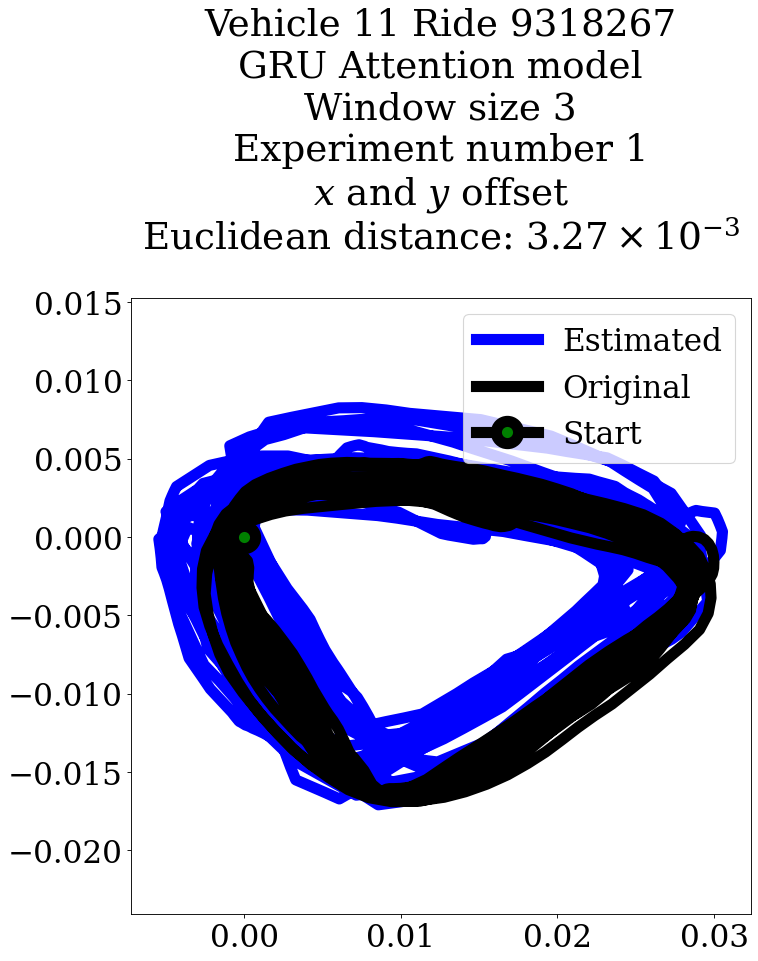 Vehicle 11 Ride 9318267
GRU Attention model
Window size 3
Experiment number 1
x and y offset
Euclidean distance: 3.27 × 10⁻³
0.015
0.010
0.005
0.000
−0.005
−0.010
−0.015
−0.020
Estimated
Original
Start
0.00 0.01 0.02 0.03